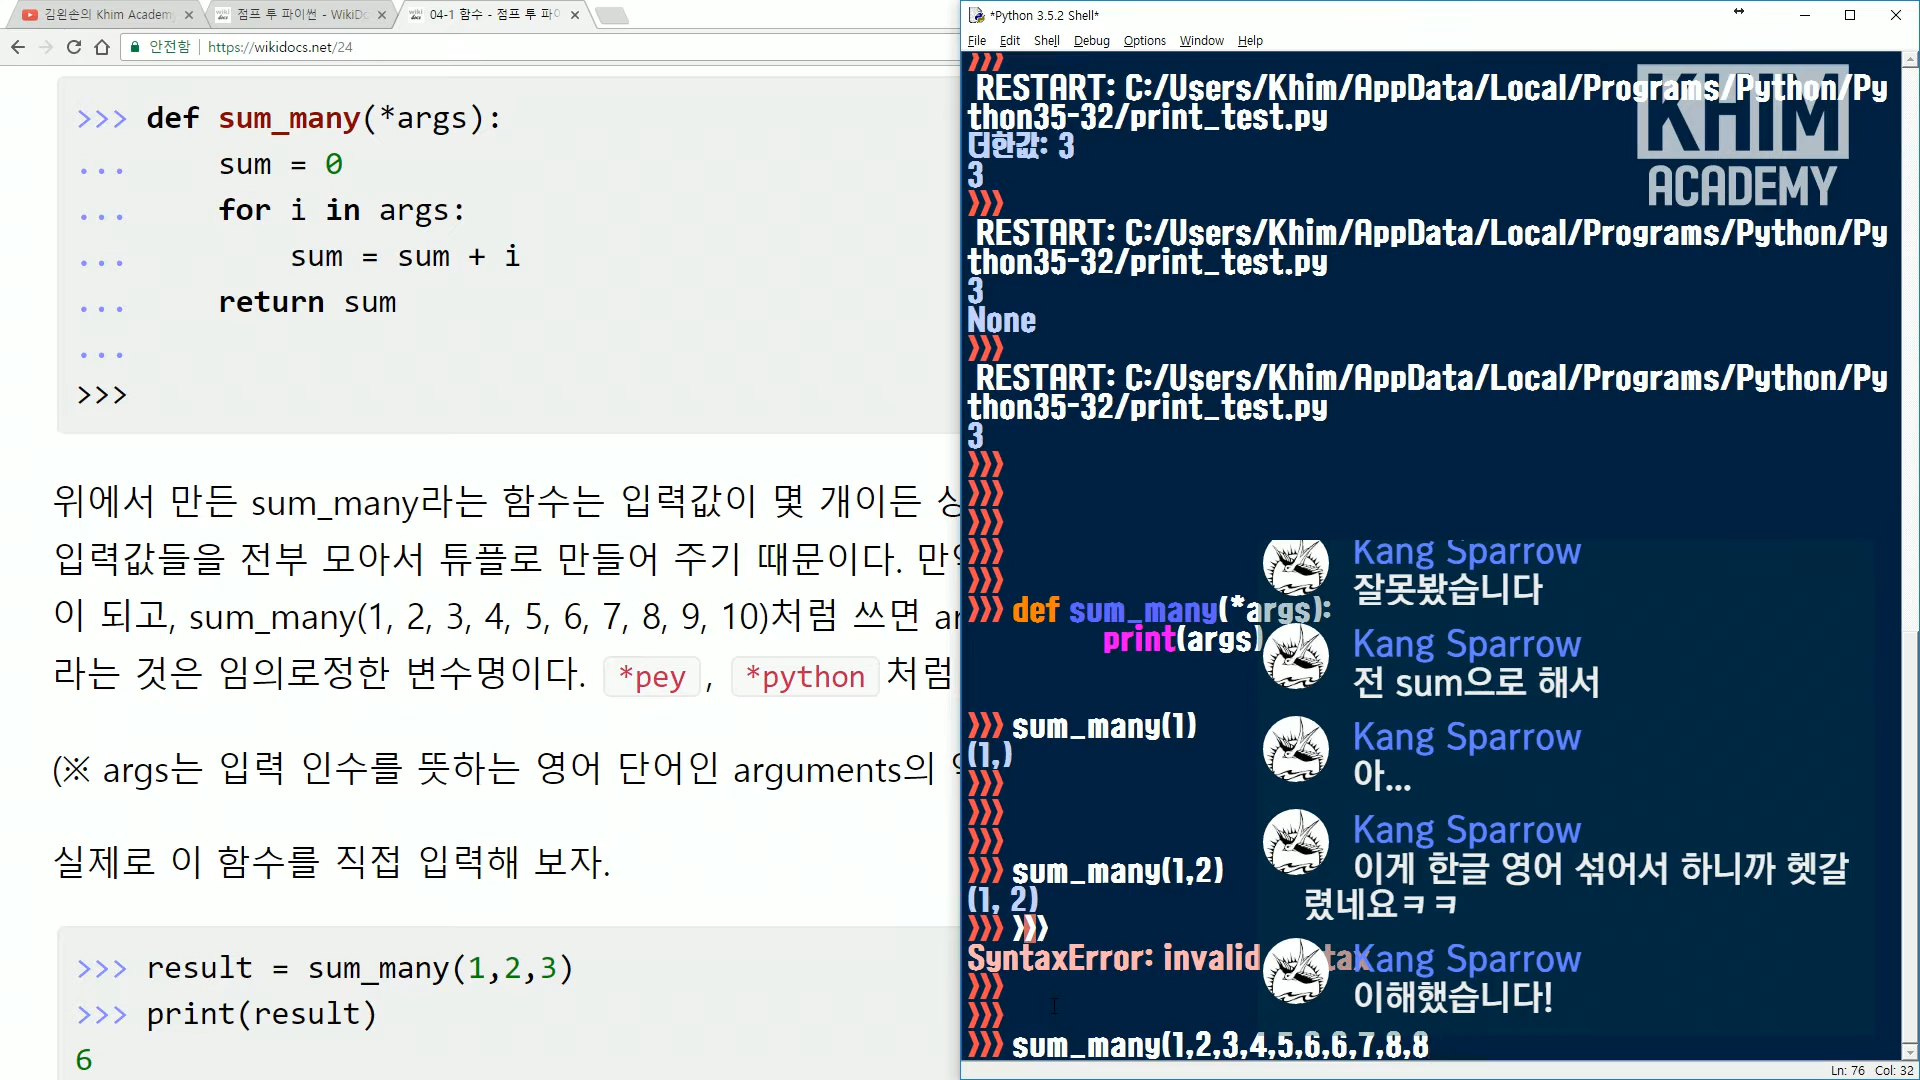 김왼손의 Khim Academy
점프 투 파이썬 - WikiDo
04-1 함수 - 점프 투 파이
안전함 https://wikidocs.net/24
>>> def sum_many(*args):
... sum = 0
... for i in args:
... sum = sum + i
... return sum
...
>>>
위에서 만든 sum_many라는 함수는 입력값이 몇 개이든 상
입력값들을 전부 모아서 튜플로 만들어 주기 때문이다. 만약
이 되고, sum_many(1, 2, 3, 4, 5, 6, 7, 8, 9, 10)처럼 쓰면 ar
라는 것은 임의로정한 변수명이다. *pey, *python 처럼
(※ args는 입력 인수를 뜻하는 영어 단어인 arguments의 약
실제로 이 함수를 직접 입력해 보자.
>>> result = sum_many(1,2,3)
>>> print(result)
6
*Python 3.5.2 Shell*
File Edit Shell Debug Options Window Help
>>>
RESTART: C:/Users/Khim/AppData/Local/Programs/Python/Py
thon35-32/print_test.py
더한값: 3
3
>>>
RESTART: C:/Users/Khim/AppData/Local/Programs/Python/Py
thon35-32/print_test.py
3
None
>>>
RESTART: C:/Users/Khim/AppData/Local/Programs/Python/Py
thon35-32/print_test.py
3
>>>
>>>
>>>
>>>
>>>
>>> def sum_many(*args):
print(args)
>>> sum_many(1)
(1,)
>>>
>>>
>>>
>>> sum_many(1,2)
(1, 2)
>>> >>>
SyntaxError: invalid
>>>
>>>
>>> sum_many(1,2,3,4,5,6,6,7,8,8
KHIM
ACADEMY
Kang Sparrow
잘못봤습니다
Kang Sparrow
전 sum으로 해서
Kang Sparrow
아...
Kang Sparrow
이게 한글 영어 섞어서 하니까 헷갈
렸네요ㅋㅋ
Kang Sparrow
이해했습니다!
Ln: 76 Col: 32